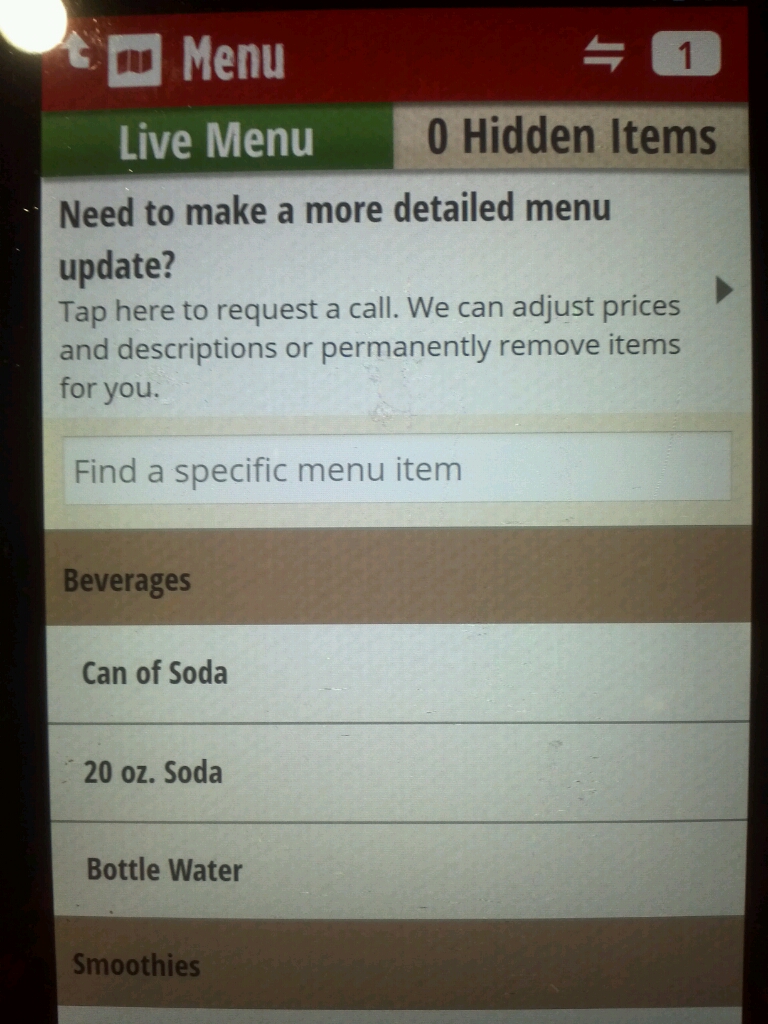 Menu
1
Live Menu
0 Hidden Items
Need to make a more detailed menu
update?
Tap here to request a call. We can adjust prices
and descriptions or permanently remove items
for you.
Find a specific menu item
Beverages
Can of Soda
20 oz. Soda
Bottle Water
Smoothies